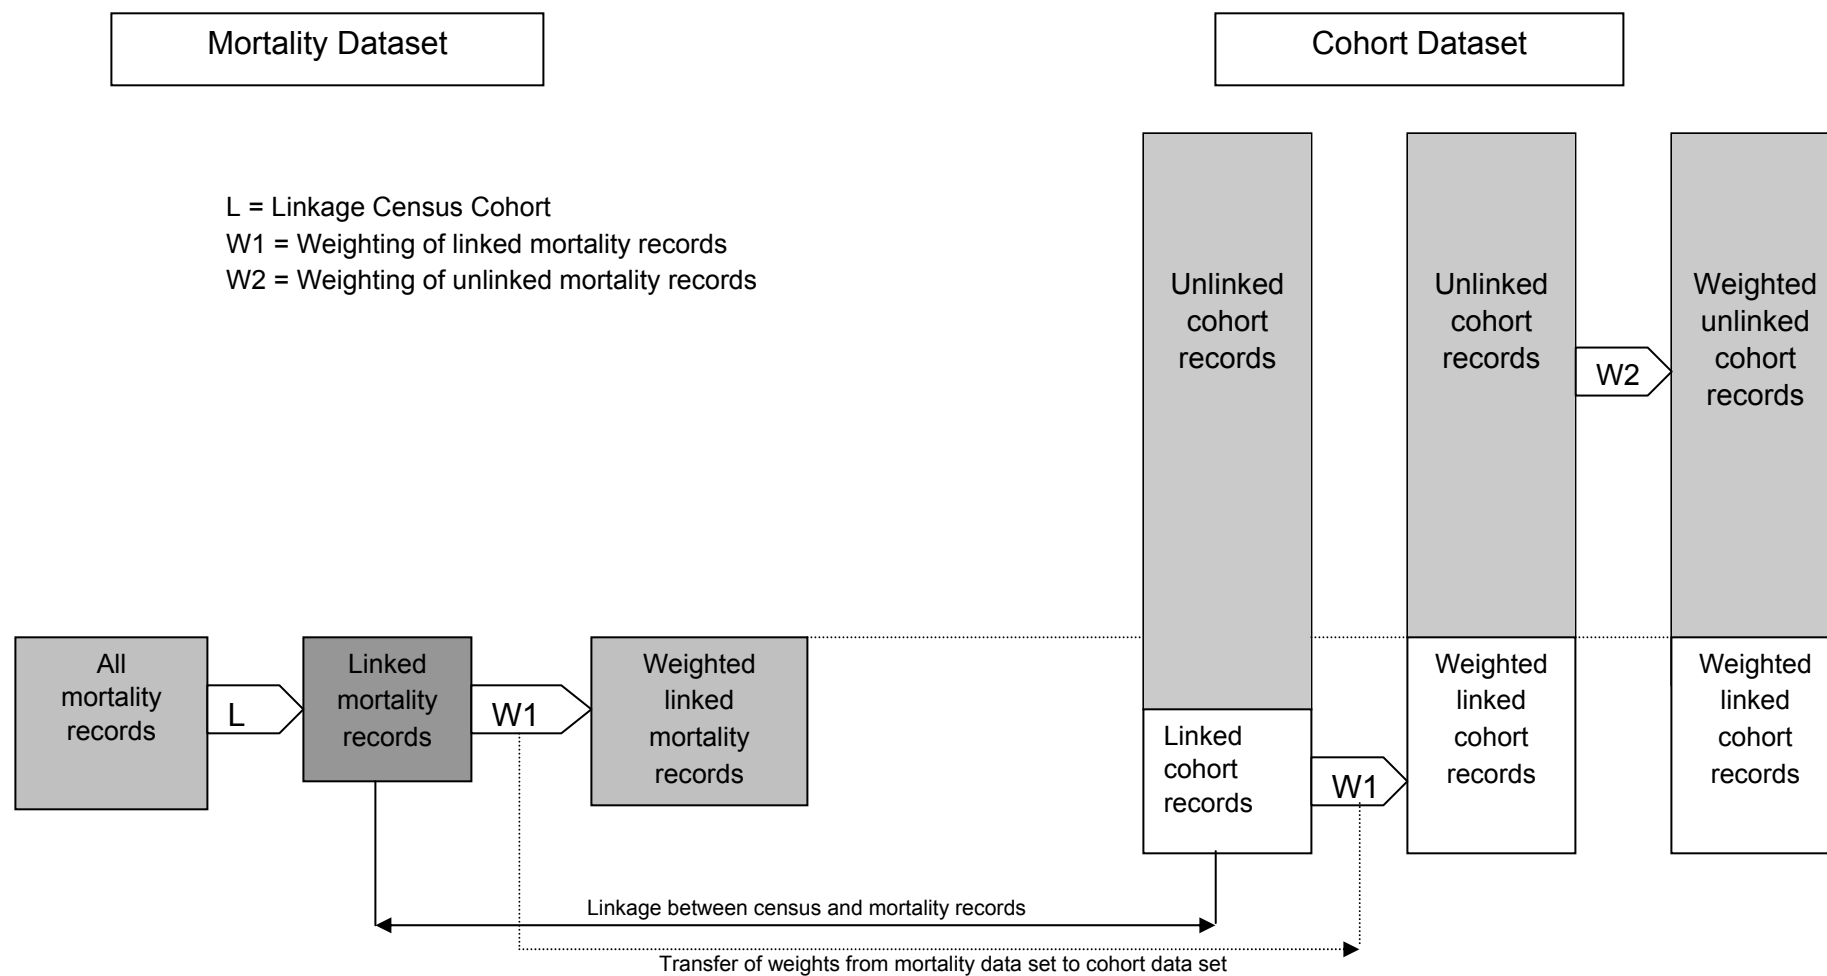 Mortality Dataset
Cohort Dataset
L = Linkage Census Cohort
W1 = Weighting of linked mortality records
W2 = Weighting of unlinked mortality records
Unlinked
cohort
records
Unlinked
cohort
records
W2
Weighted
unlinked
cohort
records
All
mortality
records
L
Linked
mortality
records
W1
Weighted
linked
mortality
records
Linked
cohort
records
W1
Weighted
linked
cohort
records
Weighted
linked
cohort
records
Linkage between census and mortality records
Transfer of weights from mortality data set to cohort data set